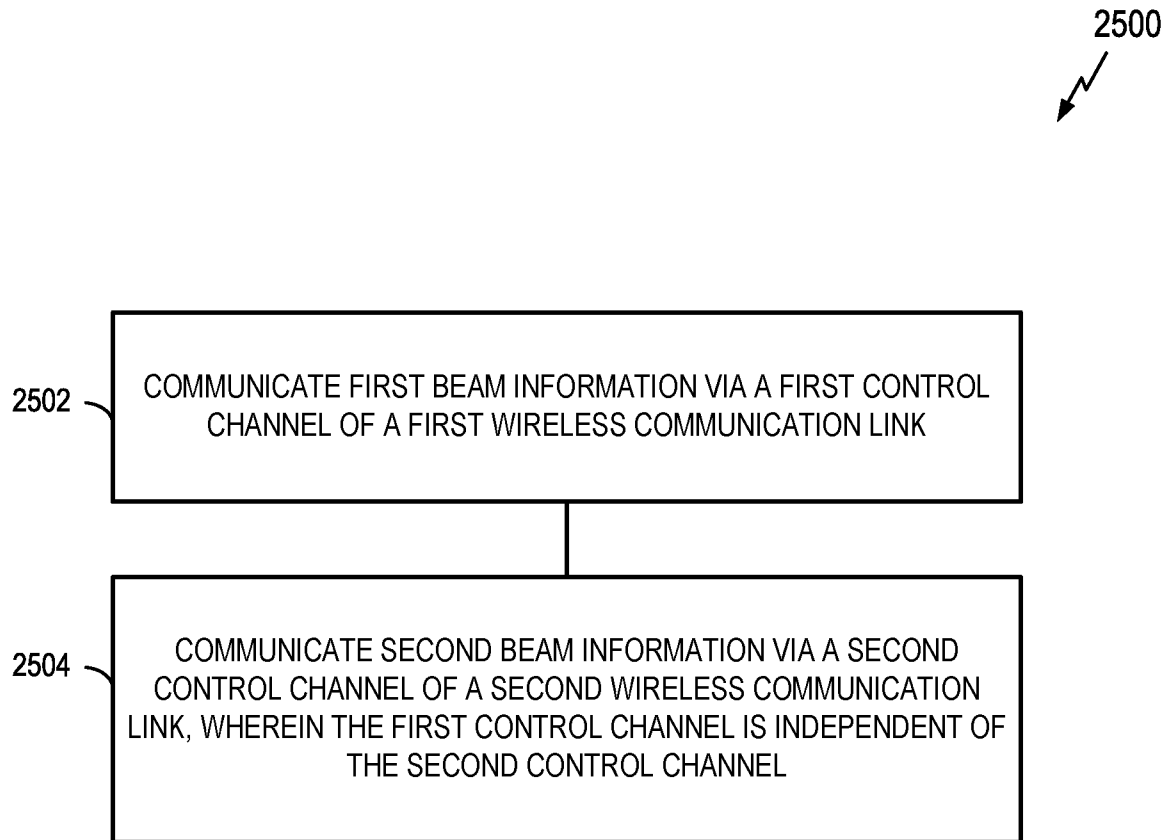 2500
2502
COMMUNICATE FIRST BEAM INFORMATION VIA A FIRST CONTROL
CHANNEL OF A FIRST WIRELESS COMMUNICATION LINK
2504
COMMUNICATE SECOND BEAM INFORMATION VIA A SECOND
CONTROL CHANNEL OF A SECOND WIRELESS COMMUNICATION
LINK, WHEREIN THE FIRST CONTROL CHANNEL IS INDEPENDENT OF
THE SECOND CONTROL CHANNEL